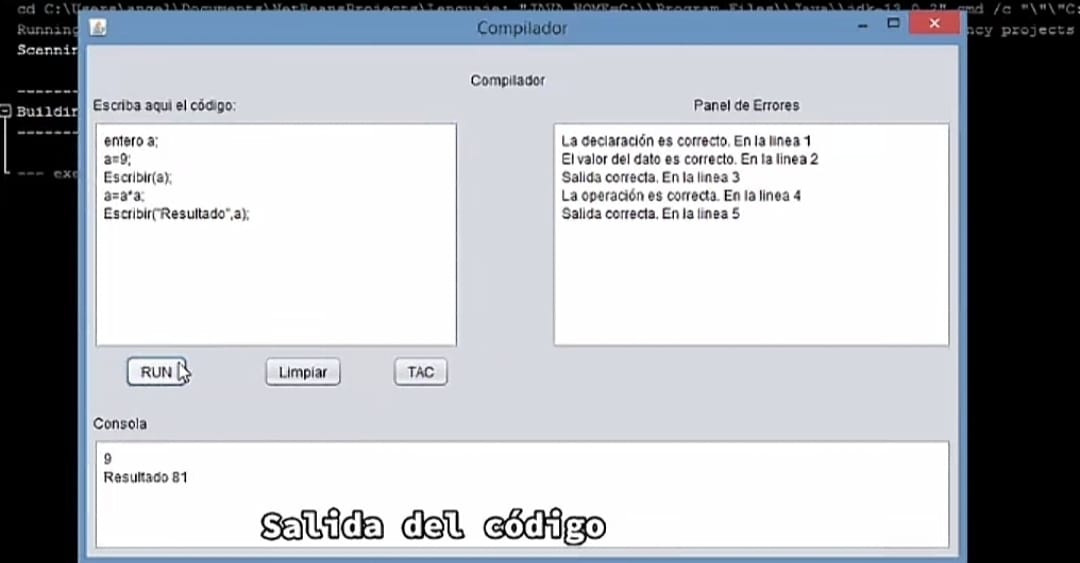 cd C:\Users\angel\Documents\NetBeansProjects\Lenguaje; "JAVA_HOME=C:\\Program Files\\Java\\jdk-13.0.2" cmd /c "\"\"C:
Compilador
Running
ncy projects
Scannin
Compilador
Escriba aqui el código:
Panel de Errores
Buildin
entero a;
a=9;
Escribir(a);
a=a*a;
Escribir("Resultado",a);
La declaración es correcto. En la linea 1
El valor del dato es correcto. En la linea 2
Salida correcta. En la linea 3
La operación es correcta. En la linea 4
Salida correcta. En la linea 5
--- exe
RUN
Limpiar
TAC
Consola
9
Resultado 81
Salida del código